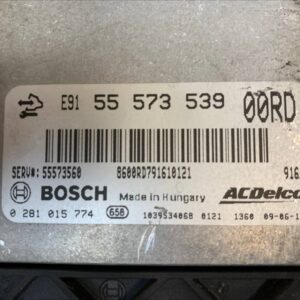 E91 55 573 539 00RD
SERV#: 55573560 8600RD791610121 916
BOSCH Made in Hungary ACDelco
0 281 015 774 658 1039S34068 0121 1360 09-06-1